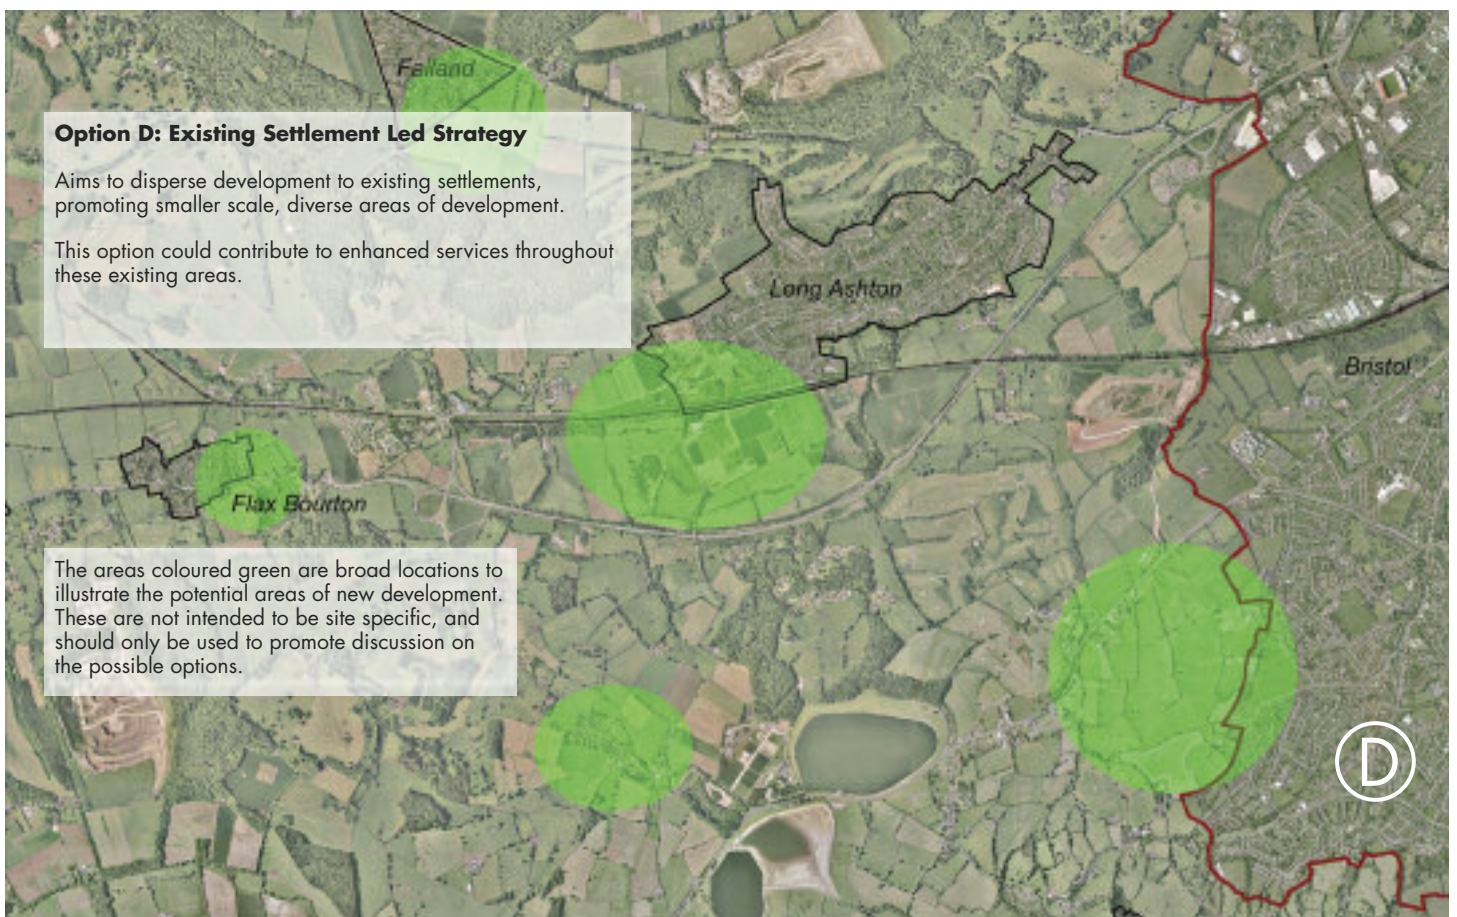 Failand
Option D: Existing Settlement Led Strategy
Aims to disperse development to existing settlements,
promoting smaller scale, diverse areas of development.
This option could contribute to enhanced services throughout
these existing areas.
Long Ashton
Bristol
Flax Bourton
The areas coloured green are broad locations to
illustrate the potential areas of new development.
These are not intended to be site specific, and
should only be used to promote discussion on
the possible options.
D